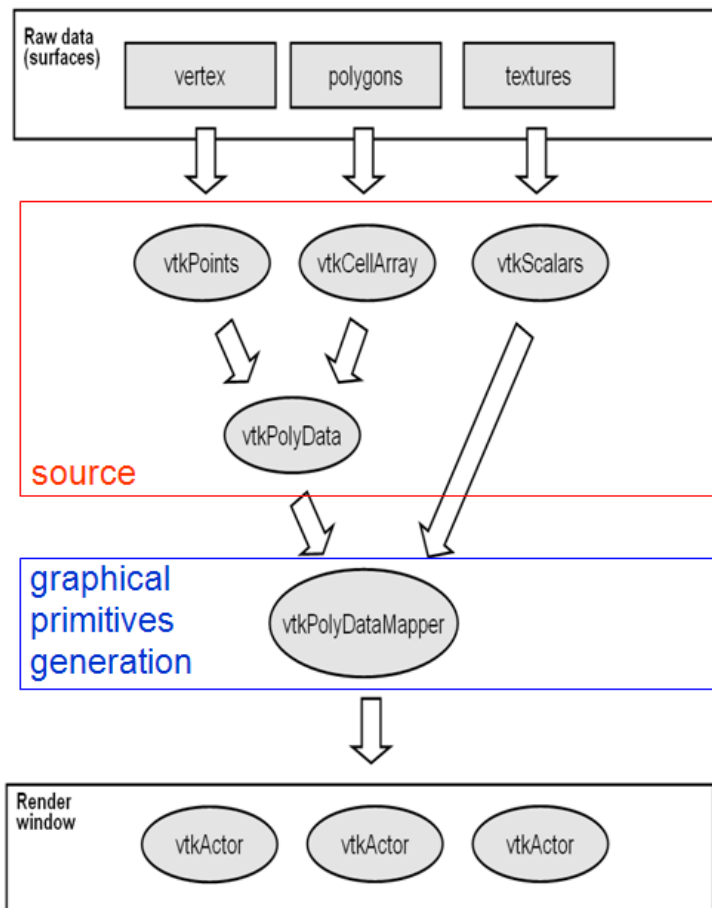 Raw data
(surfaces)
vertex
polygons
textures
vtkPoints
vtkCellArray
vtkScalars
vtkPolyData
source
graphical
primitives
generation
vtkPolyDataMapper
Render
window
vtkActor
vtkActor
vtkActor